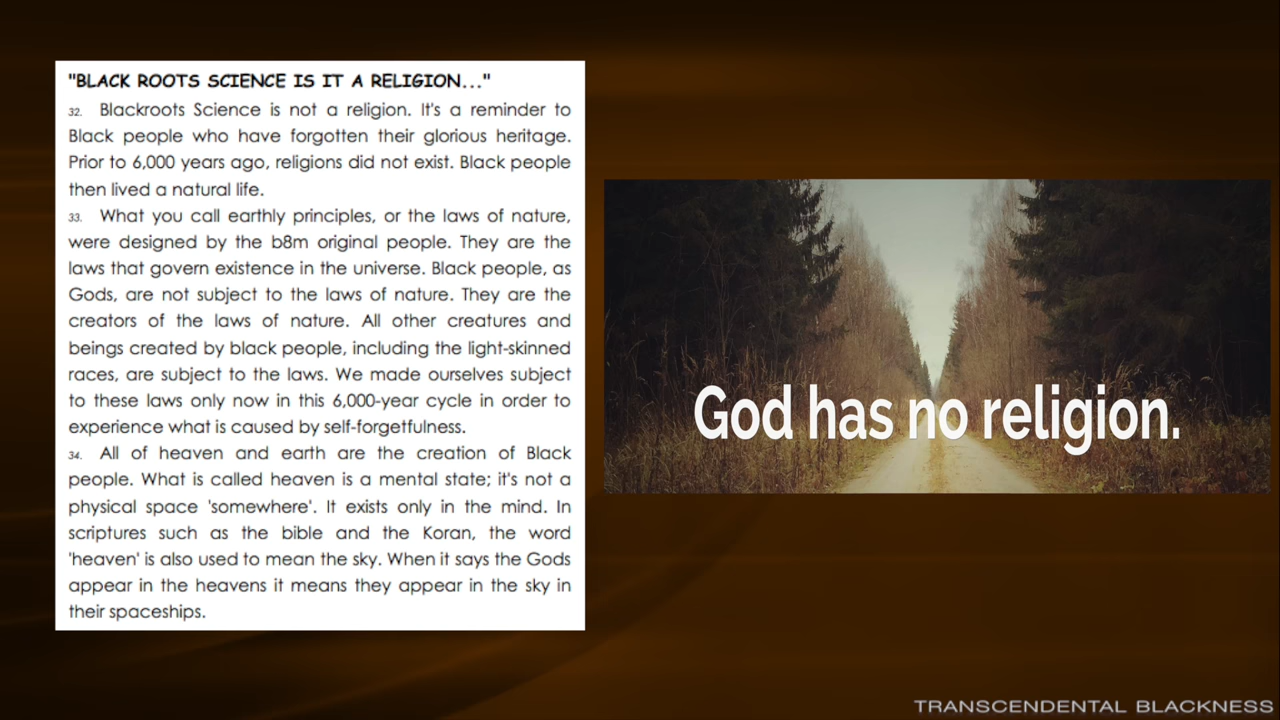 "BLACK ROOTS SCIENCE IS IT A RELIGION..."
32. Blackroots Science is not a religion. It's a reminder to
Black people who have forgotten their glorious heritage.
Prior to 6,000 years ago, religions did not exist. Black people
then lived a natural life.
33. What you call earthly principles, or the laws of nature,
were designed by the b8m original people. They are the
laws that govern existence in the universe. Black people, as
Gods, are not subject to the laws of nature. They are the
creators of the laws of nature. All other creatures and
beings created by black people, including the light-skinned
races, are subject to the laws. We made ourselves subject
to these laws only now in this 6,000-year cycle in order to
experience what is caused by self-forgetfulness.
34. All of heaven and earth are the creation of Black
people. What is called heaven is a mental state; it's not a
physical space 'somewhere'. It exists only in the mind. In
scriptures such as the bible and the Koran, the word
'heaven' is also used to mean the sky. When it says the Gods
appear in the heavens it means they appear in the sky in
their spaceships.
God has no religion.
TRANSCENDENTAL BLACKNESS